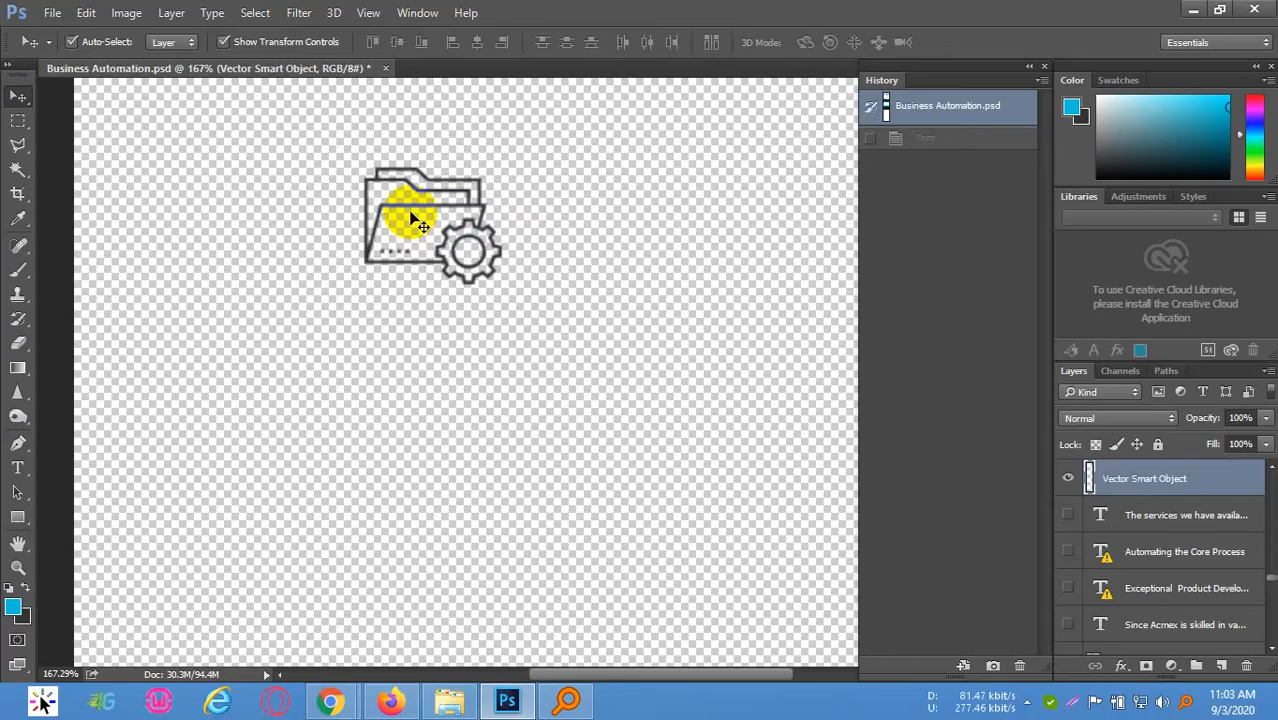 Ps File Edit Image Layer Type Select Filter 3D View Window Help
Auto-Select: Layer Show Transform Controls 3D Mode: Essentials
Business Automation.psd @ 167% (Vector Smart Object, RGB/8#) * ×
History
Business Automation.psd
Trim
Color Swatches
Libraries Adjustments Styles
To use Creative Cloud Libraries,
please install the Creative Cloud
Application
St
Layers Channels Paths
Kind
Normal Opacity: 100%
Lock: Fill: 100%
Vector Smart Object
The services we have availa...
Automating the Core Process
Exceptional Product Develo...
Since Acmex is skilled in va...
167.29% Doc: 30.3M/94.4M
Ps
D: 81.47 kbit/s
U: 277.46 kbit/s
11:03 AM
9/3/2020